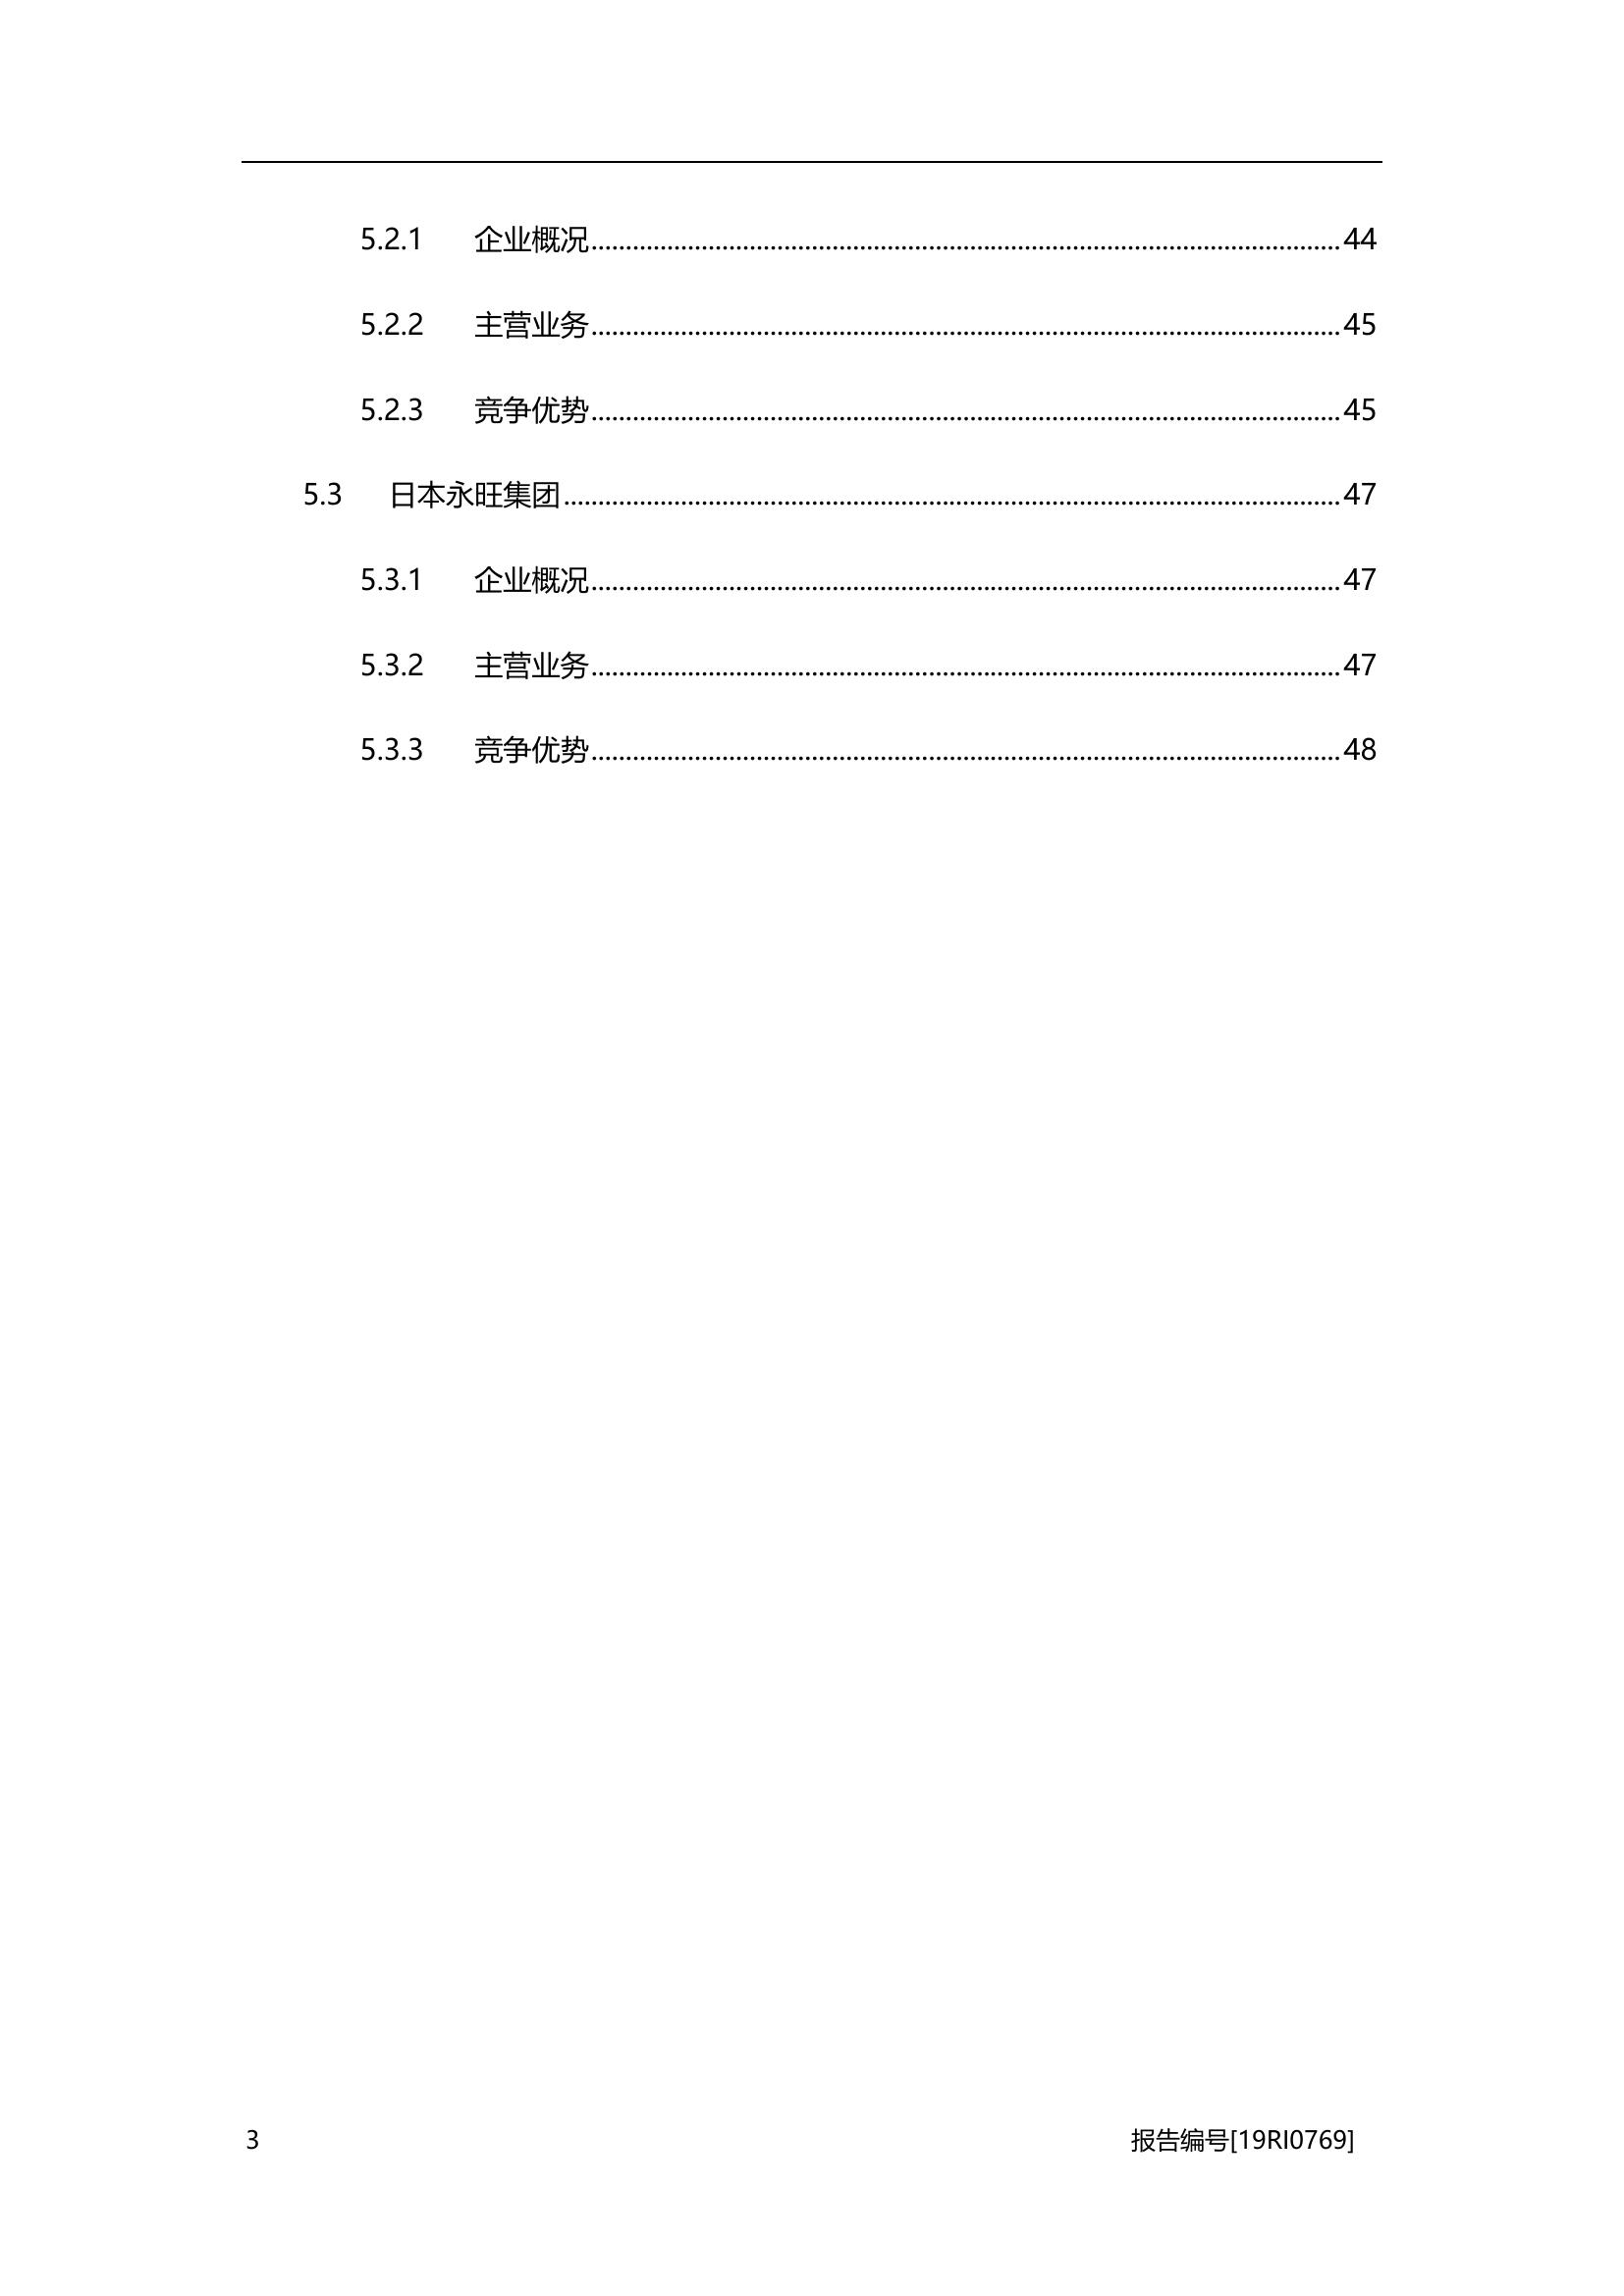 5.2.1 企业概况........................................................................................................44
5.2.2 主营业务........................................................................................................45
5.2.3 竞争优势........................................................................................................45
5.3 日本永旺集团............................................................................................................47
5.3.1 企业概况........................................................................................................47
5.3.2 主营业务........................................................................................................47
5.3.3 竞争优势........................................................................................................48
3 报告编号[19RI0769]